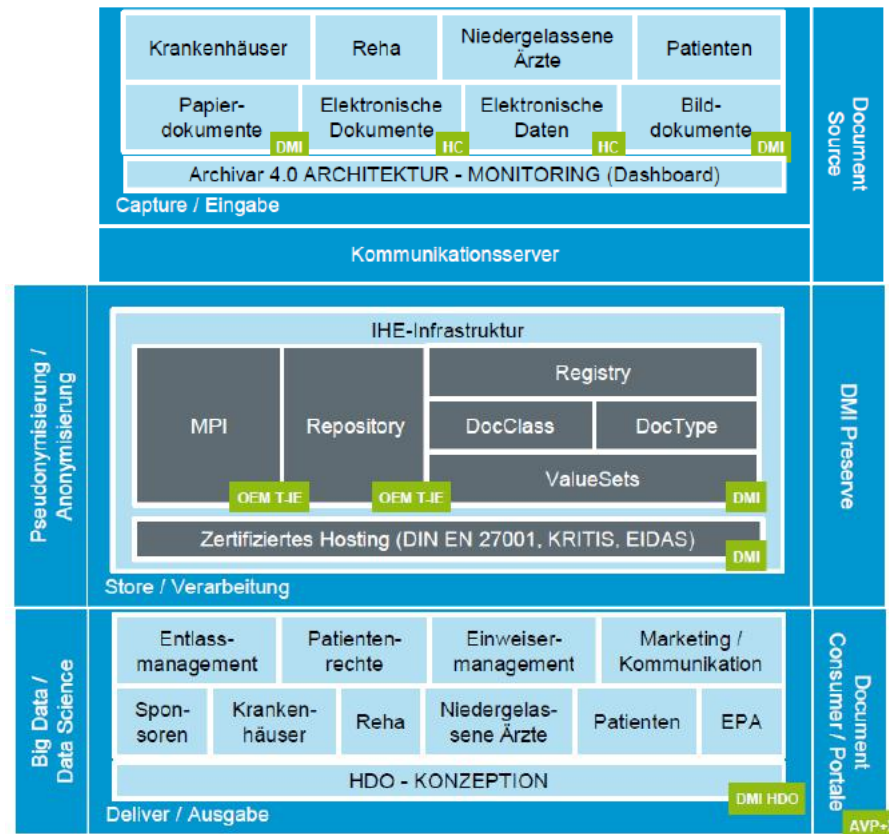 Krankenhäuser
Reha
Niedergelassene
Ärzte
Patienten
Papier-
dokumente
DMI
Elektronische
Dokumente
HC
Elektronische
Daten
HC
Bild-
dokumente
DMI
Archivar 4.0 ARCHITEKTUR - MONITORING (Dashboard)
Capture / Eingabe
Document
Source
Kommunikationsserver
Pseudonymisierung /
Anonymisierung
IHE-Infrastruktur
MPI
OEM T-IE
Repository
OEM T-IE
Registry
DocClass
DocType
ValueSets
DMI
Zertifiziertes Hosting (DIN EN 27001, KRITIS, EIDAS)
DMI
Store / Verarbeitung
DMI Preserve
Big Data /
Data Science
Entlass-
management
Patienten-
rechte
Einweiser-
management
Marketing /
Kommunikation
Spon-
soren
Kranken-
häuser
Reha
Niedergelas-
sene Ärzte
Patienten
EPA
HDO - KONZEPTION
DMI HDO
Deliver / Ausgabe
Document
Consumer / Portale
AVP+